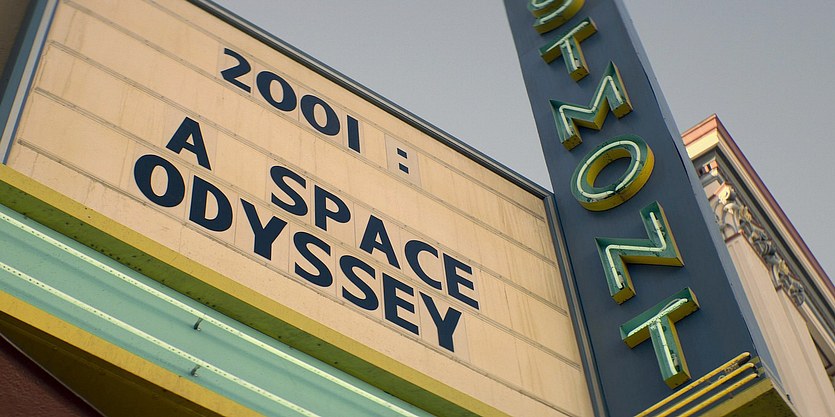 2001:
A SPACE
ODYSSEY
STMONT